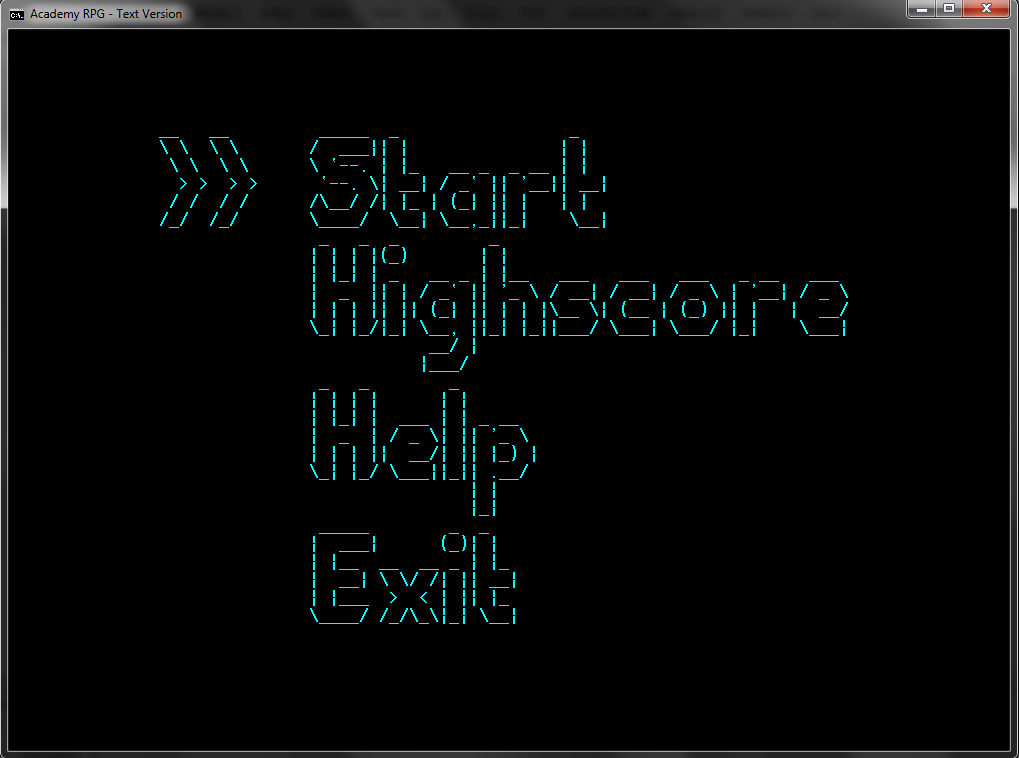 Academy RPG - Text Version
>> Start
Highscore
Help
Exit